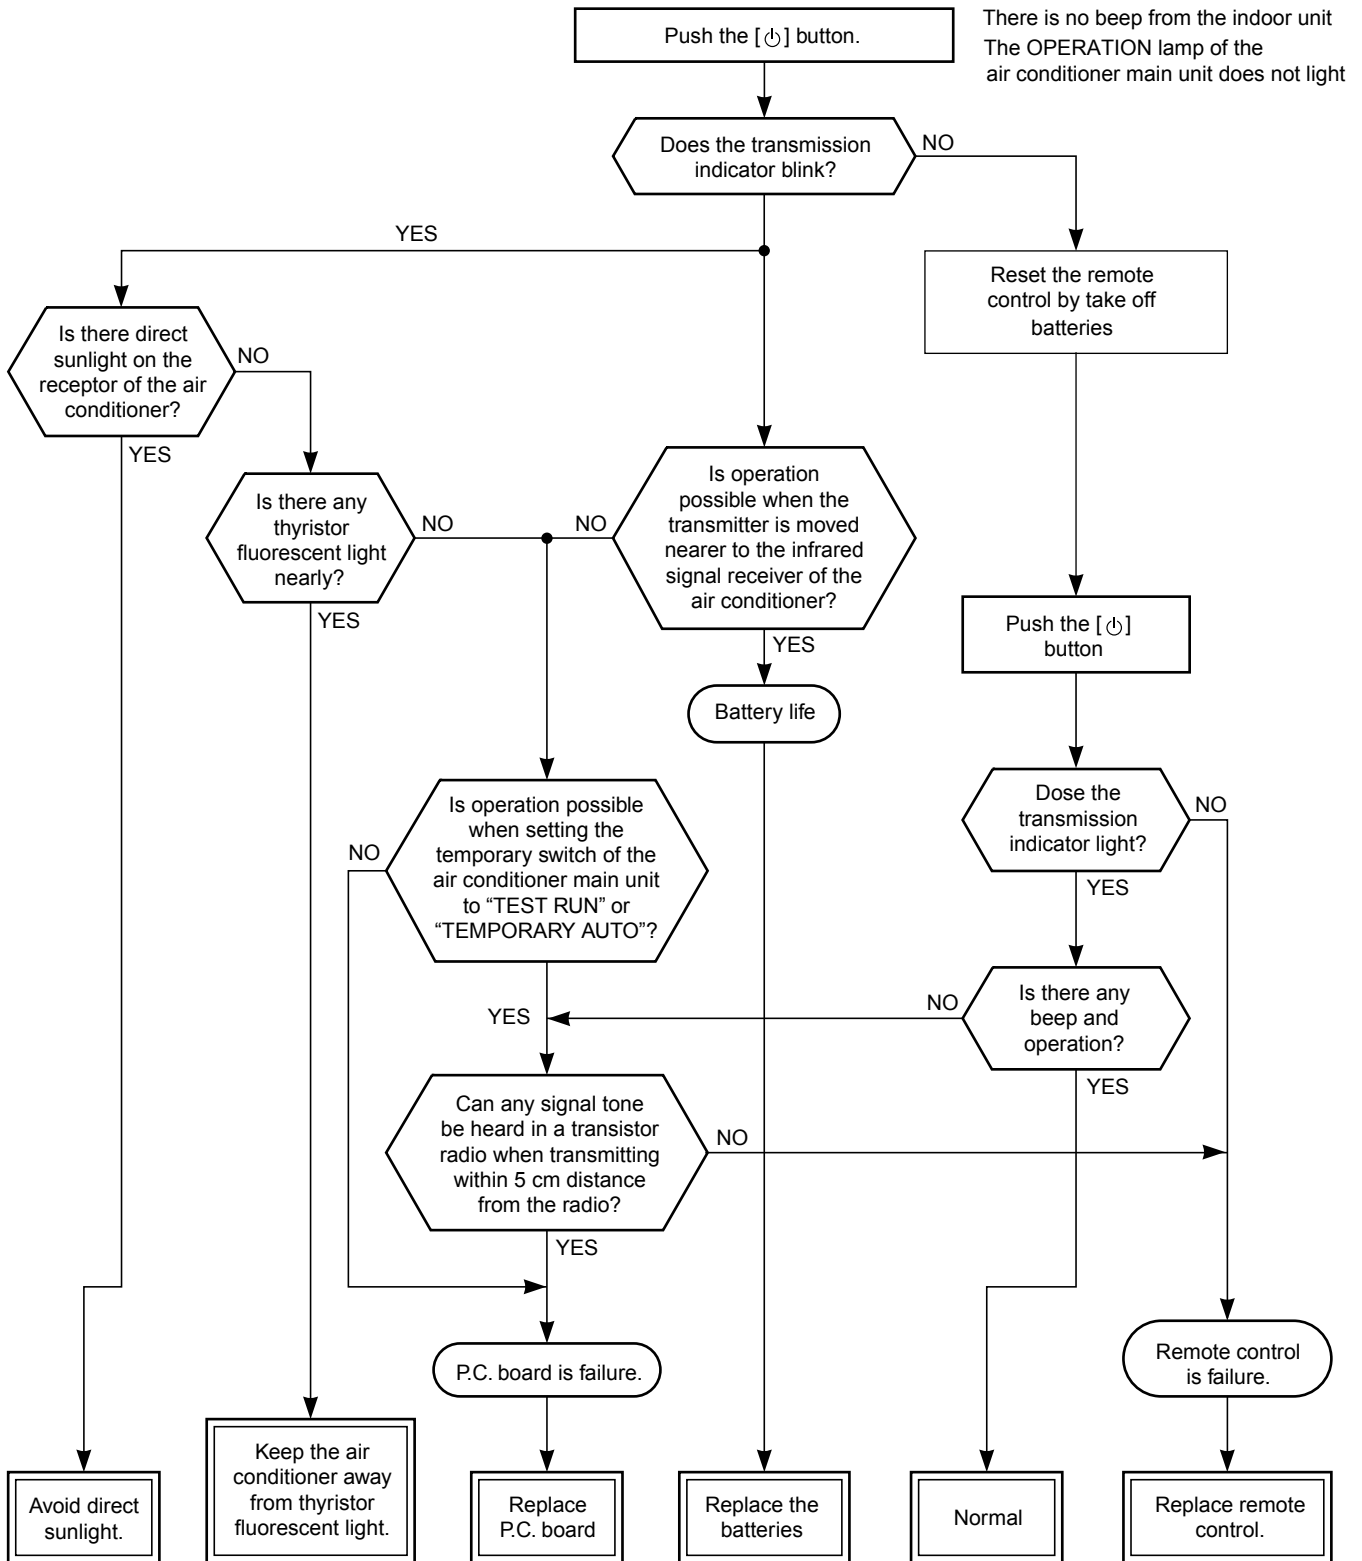 Push the [⏻] button.
There is no beep from the indoor unit
The OPERATION lamp of the
air conditioner main unit does not light
Does the transmission
indicator blink?
NO
YES
Reset the remote
control by take off
batteries
Is there direct
sunlight on the
receptor of the air
conditioner?
NO
YES
Is there any
thyristor
fluorescent light
nearly?
NO
YES
Is operation
possible when the
transmitter is moved
nearer to the infrared
signal receiver of the
air conditioner?
NO
YES
Push the [⏻]
button
Battery life
Is operation possible
when setting the
temporary switch of the
air conditioner main unit
to “TEST RUN” or
“TEMPORARY AUTO”?
NO
YES
Dose the
transmission
indicator light?
NO
YES
Is there any
beep and
operation?
NO
YES
Can any signal tone
be heard in a transistor
radio when transmitting
within 5 cm distance
from the radio?
NO
YES
P.C. board is failure.
Remote control
is failure.
Avoid direct
sunlight.
Keep the air
conditioner away
from thyristor
fluorescent light.
Replace
P.C. board
Replace the
batteries
Normal
Replace remote
control.